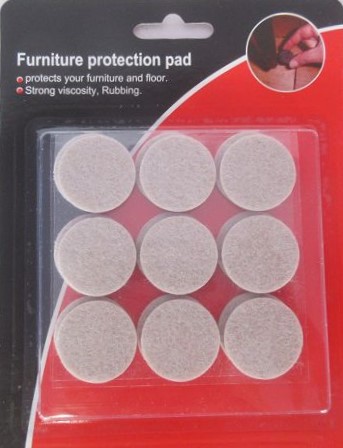 Furniture protection pad
protects your furniture and floor.
Strong viscosity, Rubbing.